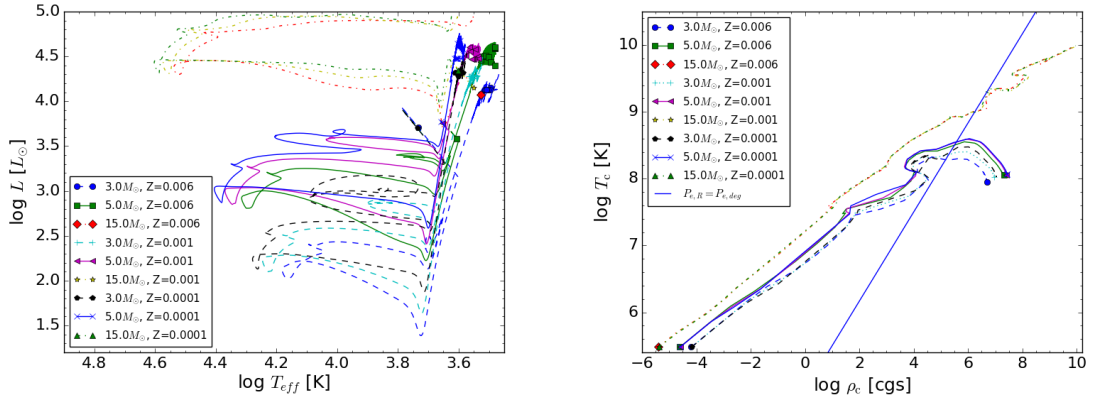 log L [L⊙]
5.0
4.5
4.0
3.5
3.0
2.5
2.0
1.5
3.0M⊙, Z=0.006
5.0M⊙, Z=0.006
15.0M⊙, Z=0.006
3.0M⊙, Z=0.001
5.0M⊙, Z=0.001
15.0M⊙, Z=0.001
3.0M⊙, Z=0.0001
5.0M⊙, Z=0.0001
15.0M⊙, Z=0.0001
4.8 4.6 4.4 4.2 4.0 3.8 3.6
log Teff [K]
log Tc [K]
10
9
8
7
6
3.0M⊙, Z=0.006
5.0M⊙, Z=0.006
15.0M⊙, Z=0.006
3.0M⊙, Z=0.001
5.0M⊙, Z=0.001
15.0M⊙, Z=0.001
3.0M⊙, Z=0.0001
5.0M⊙, Z=0.0001
15.0M⊙, Z=0.0001
Pe,R = Pe,deg
−6 −4 −2 0 2 4 6 8 10
log ρc [cgs]